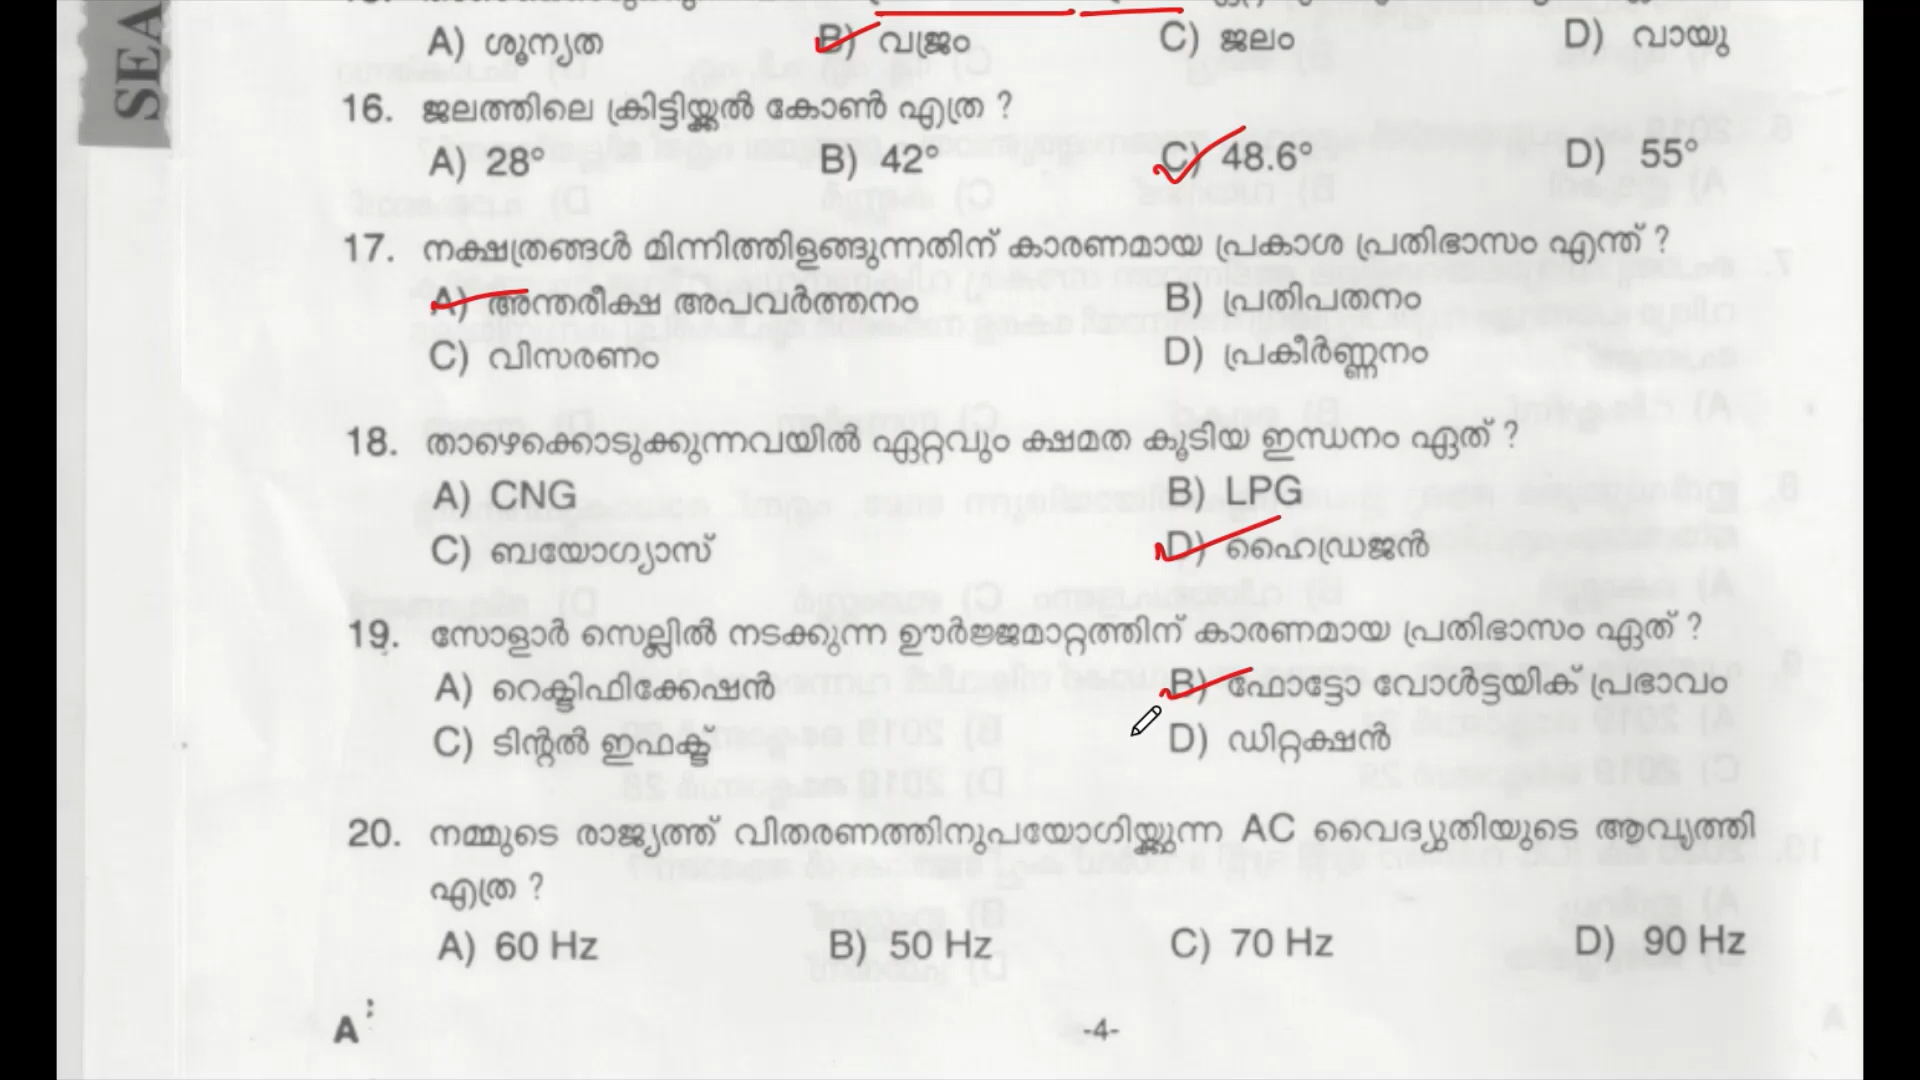 SEA
A) ശൂന്യത B) വജ്രം C) ജലം D) വായു
16. ജലത്തിലെ ക്രിട്ടിയ്ക്കൽ കോൺ എത്ര ?
A) 28° B) 42° C) 48.6° D) 55°
17. നക്ഷത്രങ്ങൾ മിന്നിത്തിളങ്ങുന്നതിന് കാരണമായ പ്രകാശ പ്രതിഭാസം എന്ത് ?
A) അന്തരീക്ഷ അപവർത്തനം B) പ്രതിപതനം
C) വിസരണം D) പ്രകീർണ്ണനം
18. താഴെക്കൊടുക്കുന്നവയിൽ ഏറ്റവും ക്ഷമത കൂടിയ ഇന്ധനം ഏത് ?
A) CNG B) LPG
C) ബയോഗ്യാസ് D) ഹൈഡ്രജൻ
19. സോളാർ സെല്ലിൽ നടക്കുന്ന ഊർജ്ജമാറ്റത്തിന് കാരണമായ പ്രതിഭാസം ഏത് ?
A) റെക്ടിഫിക്കേഷൻ B) ഫോട്ടോ വോൾട്ടയിക് പ്രഭാവം
C) ടിന്റൽ ഇഫക്ട് D) ഡിറ്റക്ഷൻ
20. നമ്മുടെ രാജ്യത്ത് വിതരണത്തിനുപയോഗിയ്ക്കുന്ന AC വൈദ്യുതിയുടെ ആവൃത്തി
എത്ര ?
A) 60 Hz B) 50 Hz C) 70 Hz D) 90 Hz
A -4-